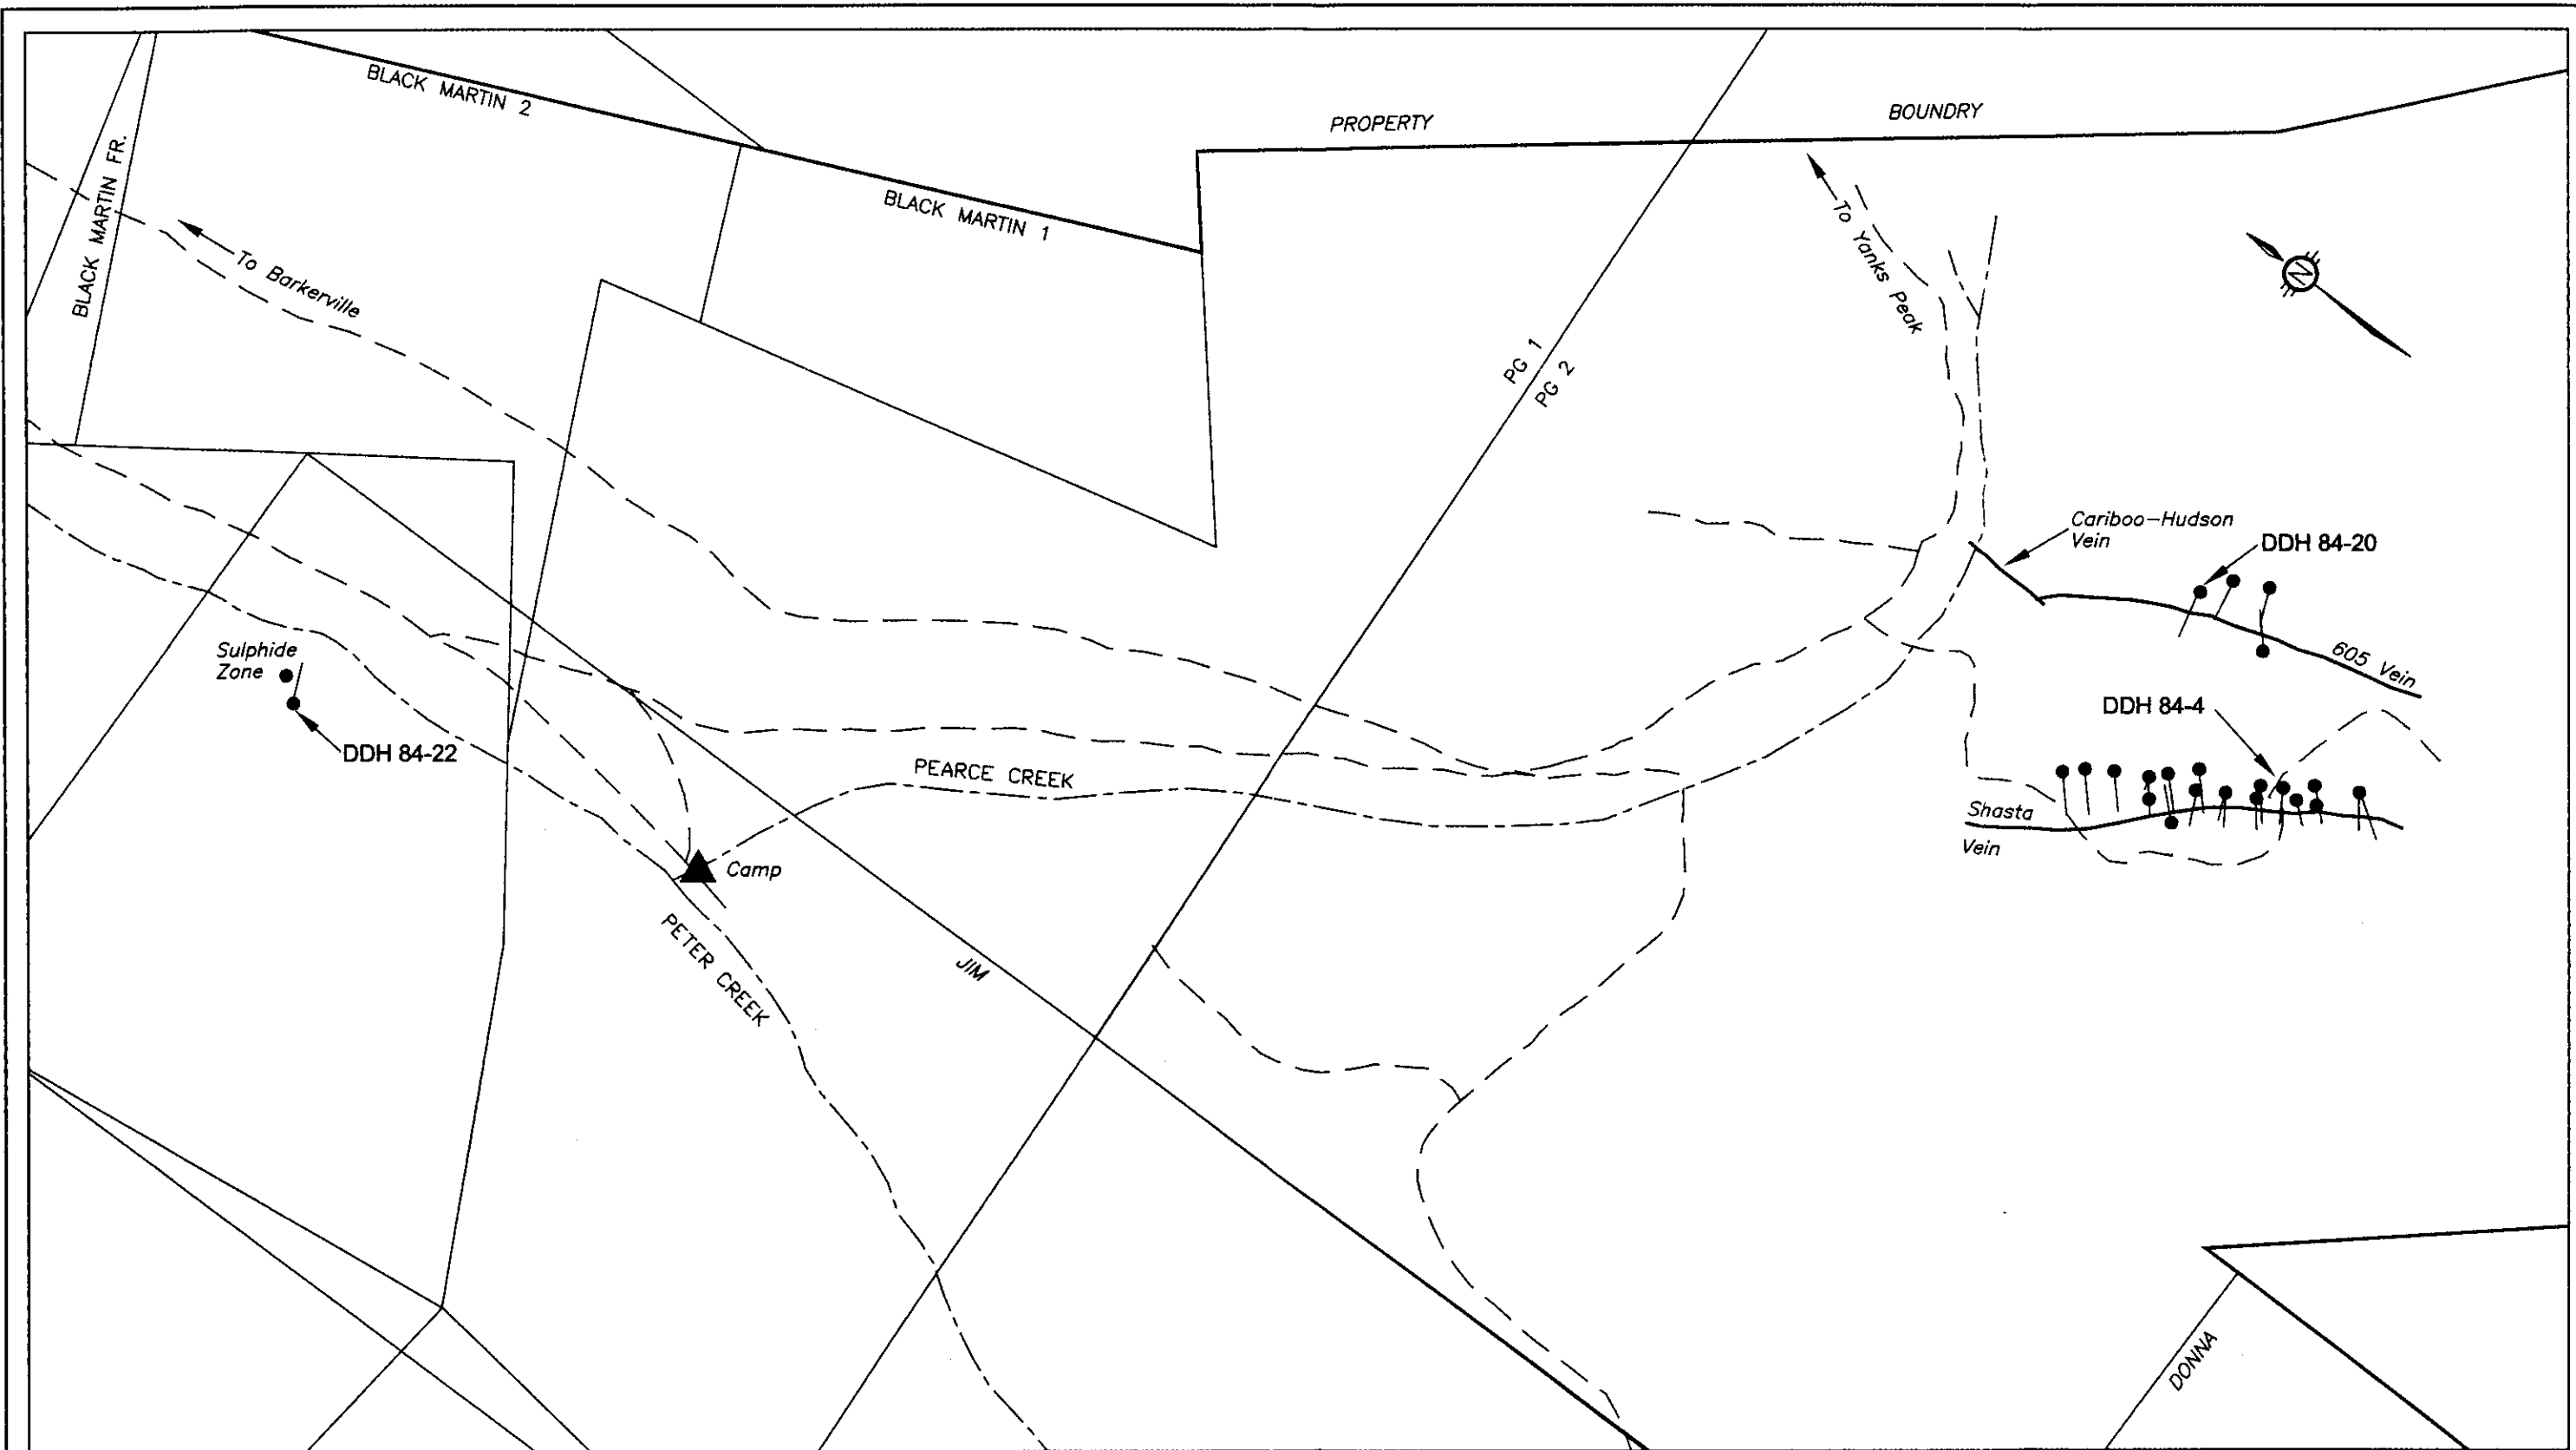 BLACK MARTIN 2
PROPERTY
BOUNDRY
BLACK MARTIN FR.
BLACK MARTIN 1
To Yanks Peak
To Barkerville
N
PG 1
PG 2
Cariboo-Hudson
Vein
DDH 84-20
Sulphide
Zone
605 Vein
DDH 84-4
DDH 84-22
PEARCE CREEK
Shasta
Vein
Camp
PETER CREEK
JIM
DONNA